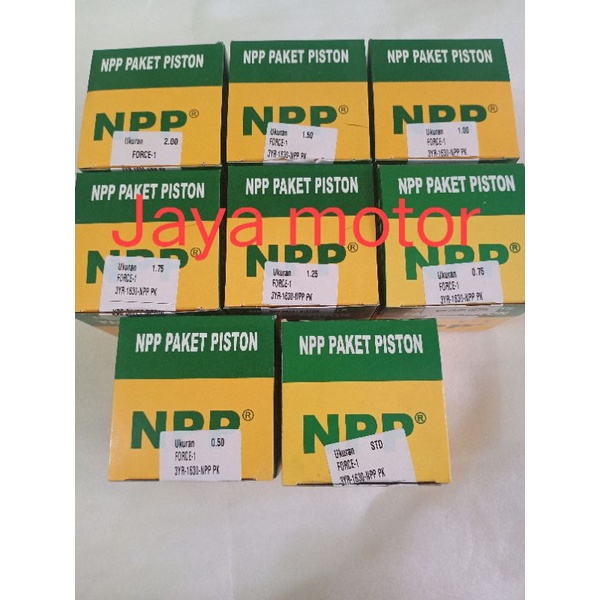 NPP PAKET PISTON
NPP®
Ukuran 2.00
FORCE-1
NPP PAKET PISTON
NPP®
Ukuran 1.50
FORCE-1
3YR-1630-NPP PK
NPP PAKET PISTON
NPP®
Ukuran 1.00
FORCE-1
3YR-1630-NPP PK
Jaya motor
NPP PAKET PISTON
NPP
Ukuran 1.75
FORCE-1
3YR-1630-NPP PK
NPP PAKET PISTON
NPP
Ukuran 1.25
FORCE-1
3YR-1630-NPP PK
NPP PAKET PISTON
NPP®
Ukuran 0.75
FORCE-1
3YR-1630-NPP PK
NPP PAKET PISTON
NPP®
Ukuran 0.50
FORCE-1
3YR-1630-NPP PK
NPP PAKET PISTON
NPP®
Ukuran STD
FORCE-1
3YR-1630-NPP PK